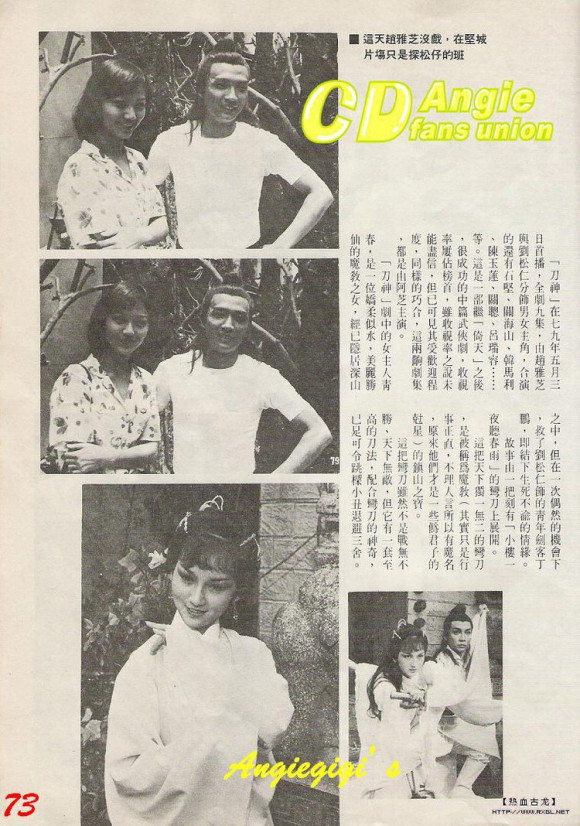 ■ 這天趙雅芝沒戲,在堅城
片塲只是探松仔的班
CD Angie
fans union
「刀神」在七九年五月三
日首播,全劇九集,由趙雅芝
與劉松仁分飾男女主角,合演
的還有石堅、關海山、韓馬利
、陳玉蓮、關聰、呂瑞容……
等。這是一部繼「倚天」之後
,很成功的中篇武俠劇,收視
率屢佔榜首,雖收視率之說未
能盡信,但已可見其受歡迎程
度,同樣的巧合,這兩齣劇集
,都是由阿芝主演。
「刀神」劇中的女主人青
春,是一位嬌柔似水,美麗勝
仙的魔敎之女,經已隱居深山
之中,但在一次偶然的機會下
,救了劉松仁飾的青年劍客丁
鵬,即結下生死不渝的情緣。
故事由一把刻有「小樓一
夜聽春雨」的彎刀上展開。
這把天下獨一無二的彎刀
,是被稱爲魔敎(其實只是行
事正直,不理人言所以有魔名
,原來他們才是一些修君子的
尅星)的鎮山之寶。
這把彎刀雖然不是戰無不
勝、天下無敵,但它有一套至
高的刀法,配合彎刀的神奇,
已足可令跳樑小丑退避三舍。
79
Angiegigi's
73
【热血古龙】
HTTP://WWW.RXGL.NET